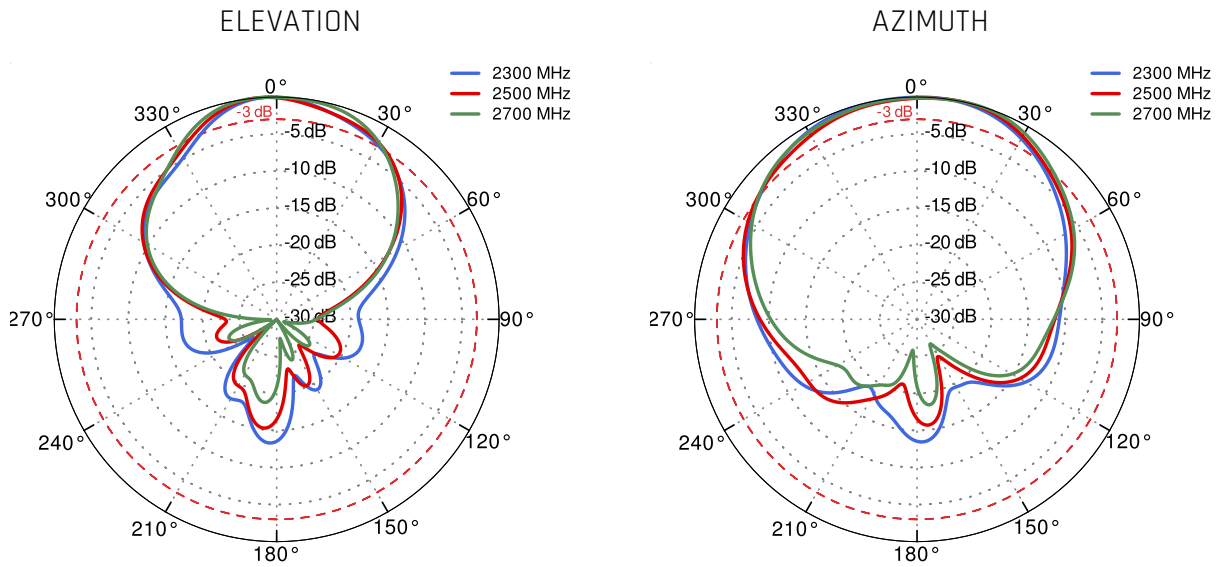 ELEVATION
2300 MHz
2500 MHz
2700 MHz
0°
330°
30°
-3 dB
-5 dB
-10 dB
300°
60°
-15 dB
-20 dB
-25 dB
-30 dB
270°
90°
240°
120°
210°
150°
180°
AZIMUTH
2300 MHz
2500 MHz
2700 MHz
0°
330°
30°
-3 dB
-5 dB
-10 dB
300°
60°
-15 dB
-20 dB
-25 dB
-30 dB
270°
90°
240°
120°
210°
150°
180°